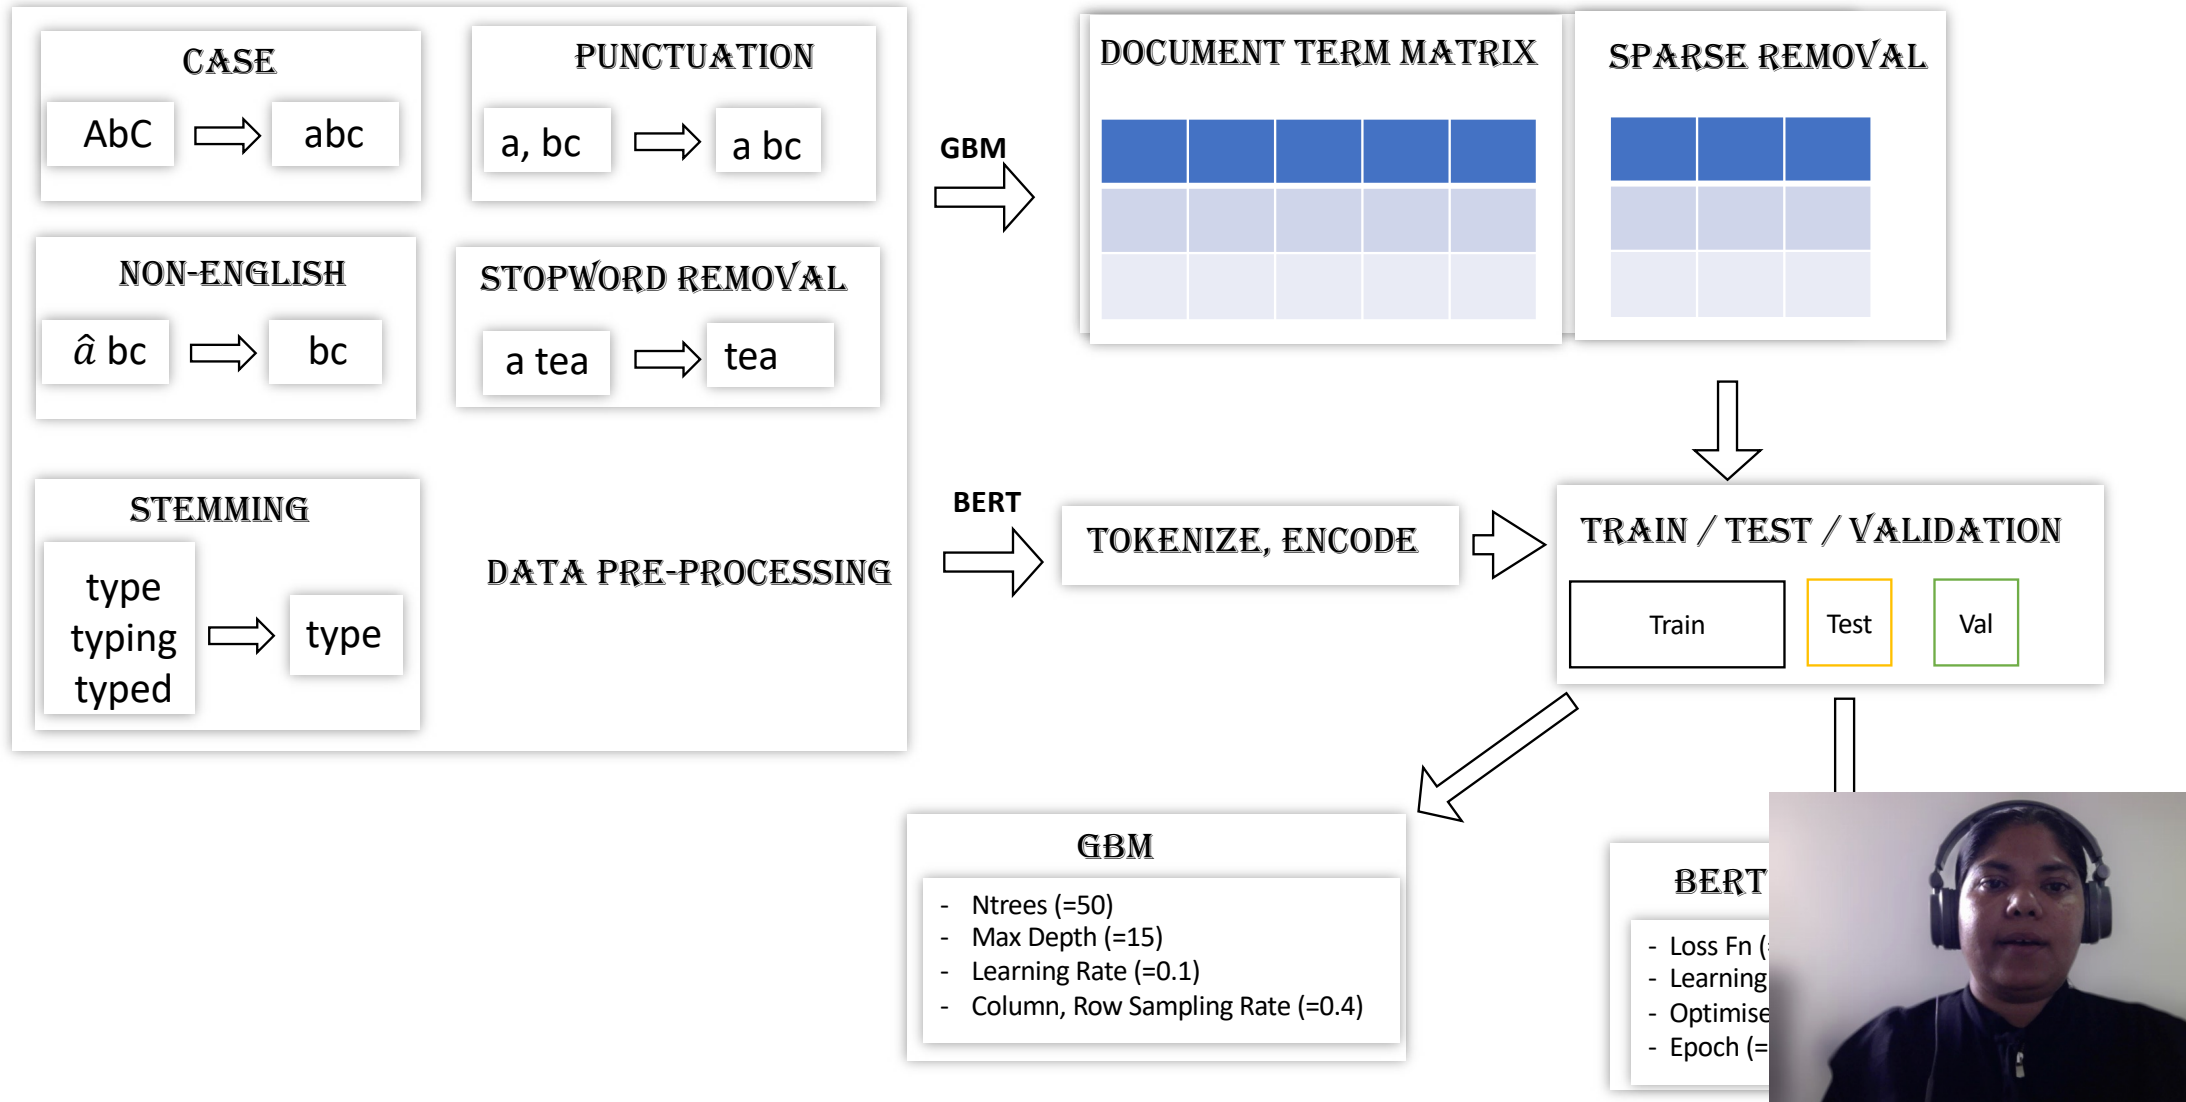 CASE
AbC
abc
PUNCTUATION
a, bc
a bc
NON-ENGLISH
â bc
bc
STOPWORD REMOVAL
a tea
tea
STEMMING
type
typing
typed
type
DATA PRE-PROCESSING
GBM
DOCUMENT TERM MATRIX
SPARSE REMOVAL
BERT
TOKENIZE, ENCODE
TRAIN / TEST / VALIDATION
Train
Test
Val
GBM
- Ntrees (=50)
- Max Depth (=15)
- Learning Rate (=0.1)
- Column, Row Sampling Rate (=0.4)
BERT
- Loss Fn (
- Learning
- Optimise
- Epoch (=